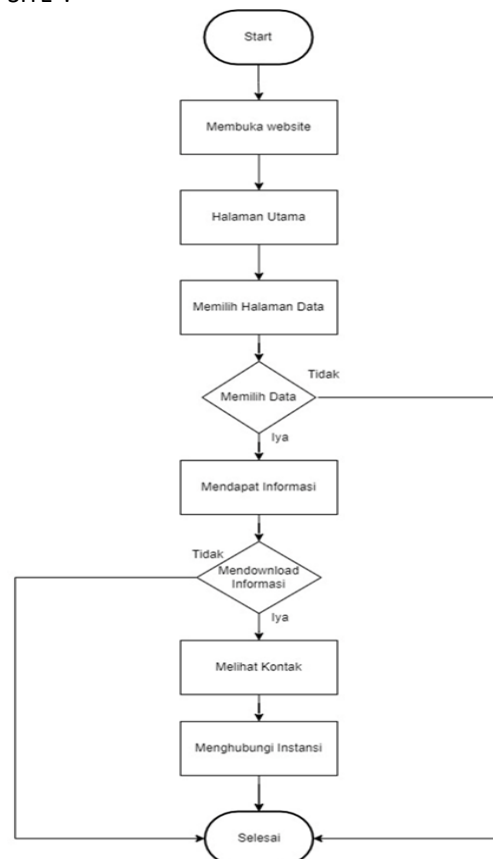 Start
Membuka website
Halaman Utama
Memilih Halaman Data
Memilih Data
Tidak
Iya
Mendapat Informasi
Tidak
Mendownload
Informasi
Iya
Melihat Kontak
Menghubungi Instansi
Selesai